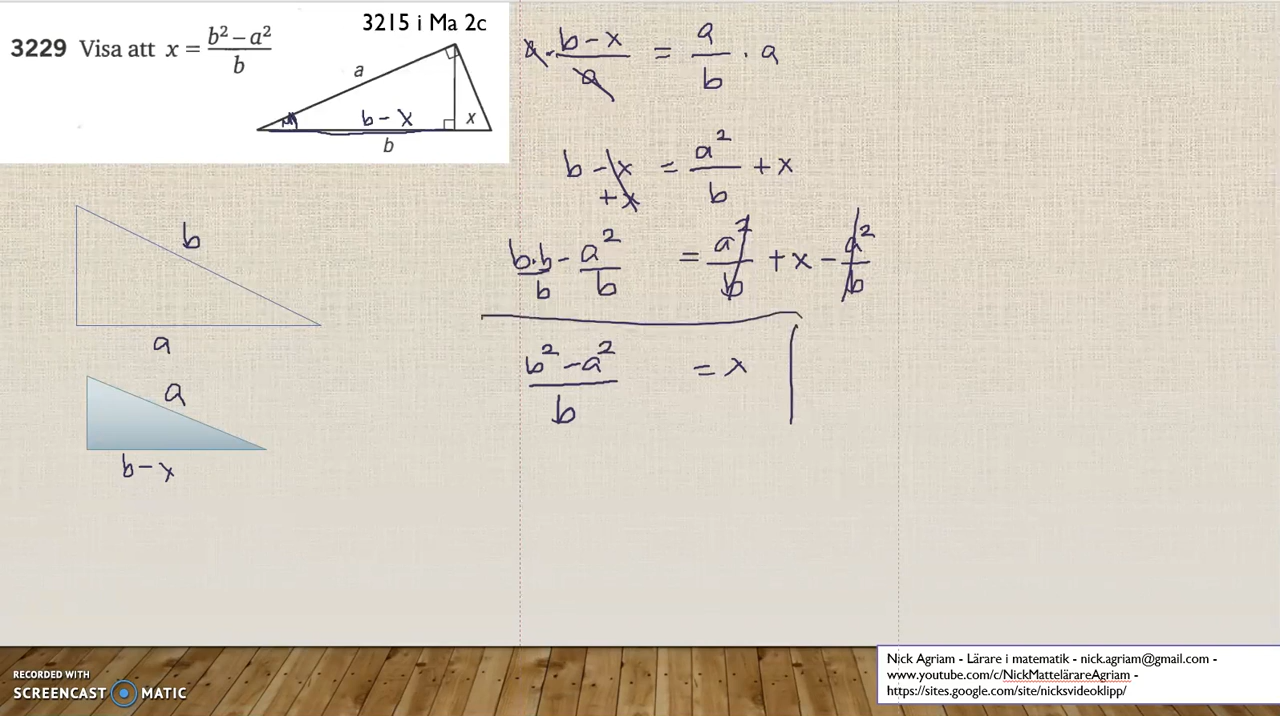 3215 i Ma 2c
3229 Visa att x = b² – a² / b
a
b - x
x
b
b
a
a
b - x
a · b - x / a = a / b · a
b - x + x = a² / b + x
b·b / b - a² / b = a² / b + x - a² / b
b² - a² / b = x
RECORDED WITH
SCREENCAST MATIC
Nick Agriam - Lärare i matematik - nick.agriam@gmail.com -
www.youtube.com/c/NickMattelärareAgriam -
https://sites.google.com/site/nicksvideoklipp/